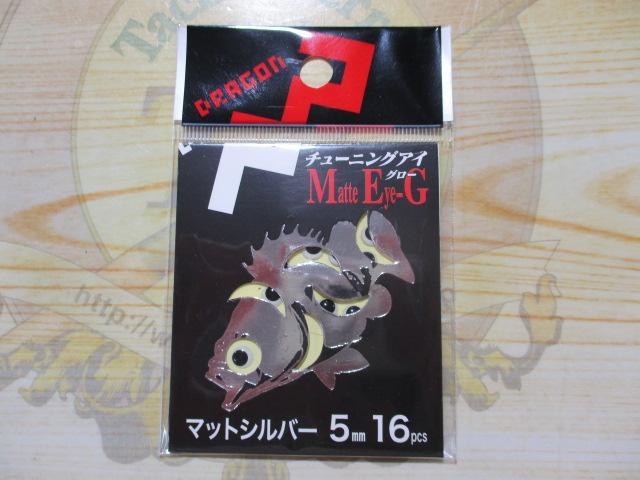 DRAGON
チューニングアイ
グロー
Matte Eye-G
マットシルバー 5mm 16pcs
http://w